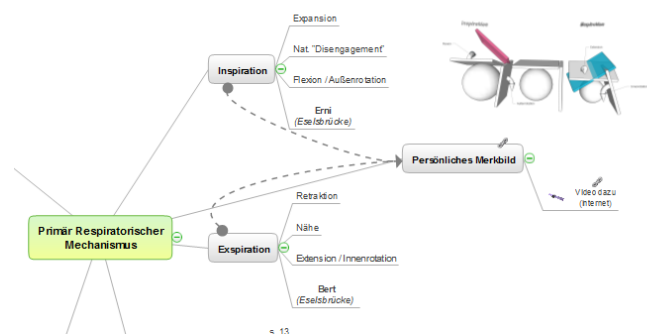 Expansion
Nat. "Disengagement"
Inspiration
Flexion / Außenrotation
Erni
(Eselsbrücke)
Persönliches Merkbild
Video dazu
(Internet)
Retraktion
Primär Respiratorischer
Mechanismus
Nähe
Exspiration
Extension / Innenrotation
Bert
(Eselsbrücke)
s. 13